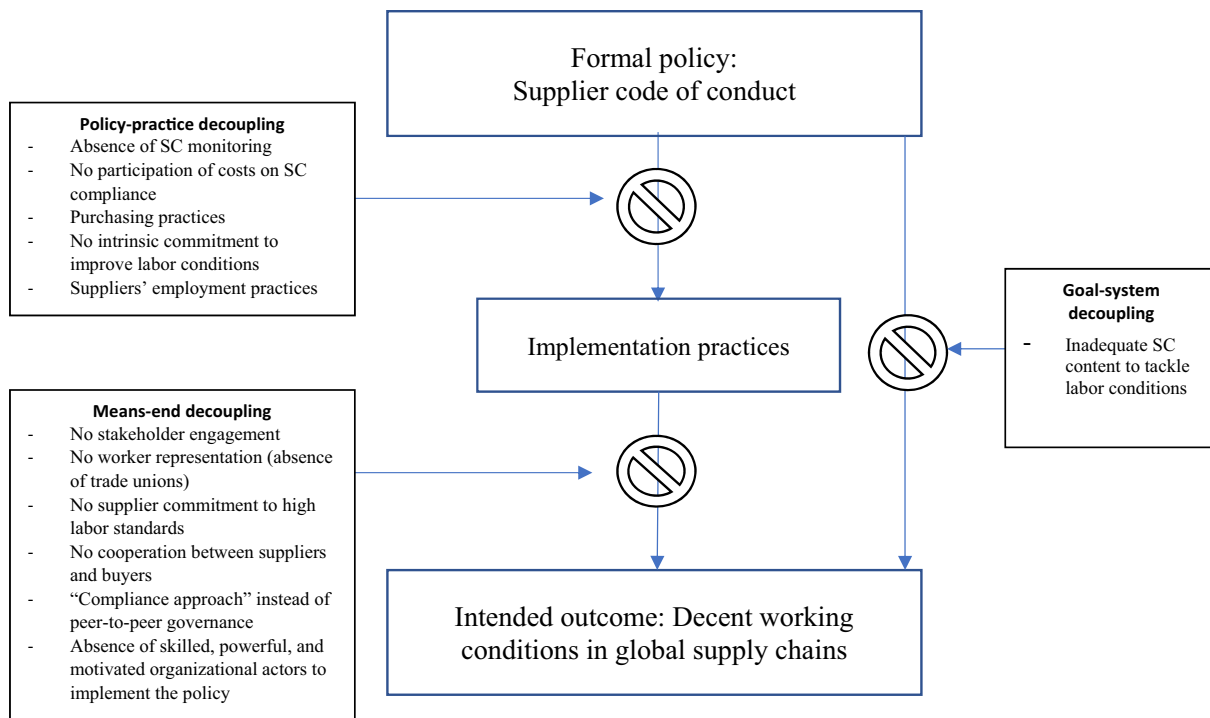 Formal policy:
Supplier code of conduct
Policy-practice decoupling
- Absence of SC monitoring
- No participation of costs on SC
compliance
- Purchasing practices
- No intrinsic commitment to
improve labor conditions
- Suppliers’ employment practices
Implementation practices
Goal-system
decoupling
- Inadequate SC
content to tackle
labor conditions
Means-end decoupling
- No stakeholder engagement
- No worker representation (absence
of trade unions)
- No supplier commitment to high
labor standards
- No cooperation between suppliers
and buyers
- “Compliance approach” instead of
peer-to-peer governance
- Absence of skilled, powerful, and
motivated organizational actors to
implement the policy
Intended outcome: Decent working
conditions in global supply chains